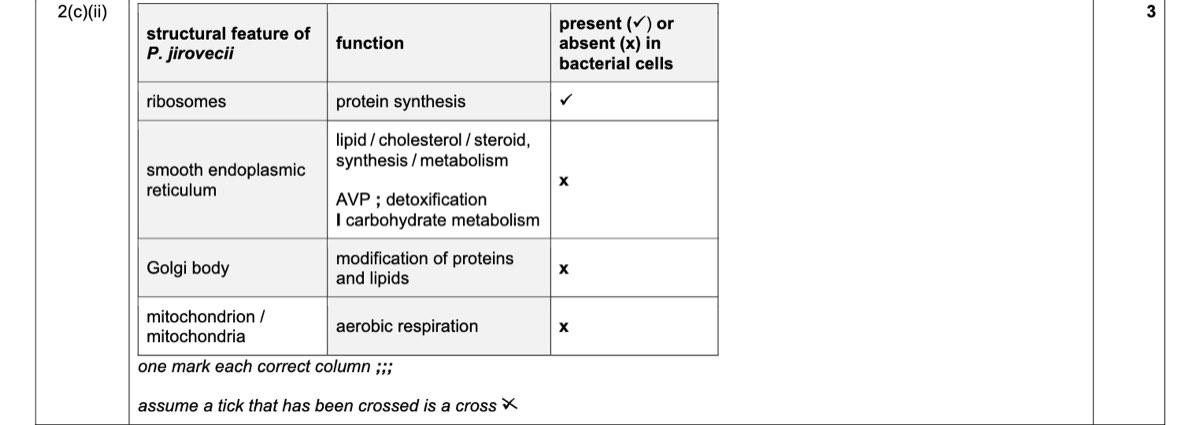 2(c)(ii)
3
structural feature of
P. jirovecii
function
present (✓) or
absent (x) in
bacterial cells
ribosomes
protein synthesis
✓
smooth endoplasmic
reticulum
lipid / cholesterol / steroid,
synthesis / metabolism
AVP ; detoxification
I carbohydrate metabolism
x
Golgi body
modification of proteins
and lipids
x
mitochondrion /
mitochondria
aerobic respiration
x
one mark each correct column ;;;
assume a tick that has been crossed is a cross